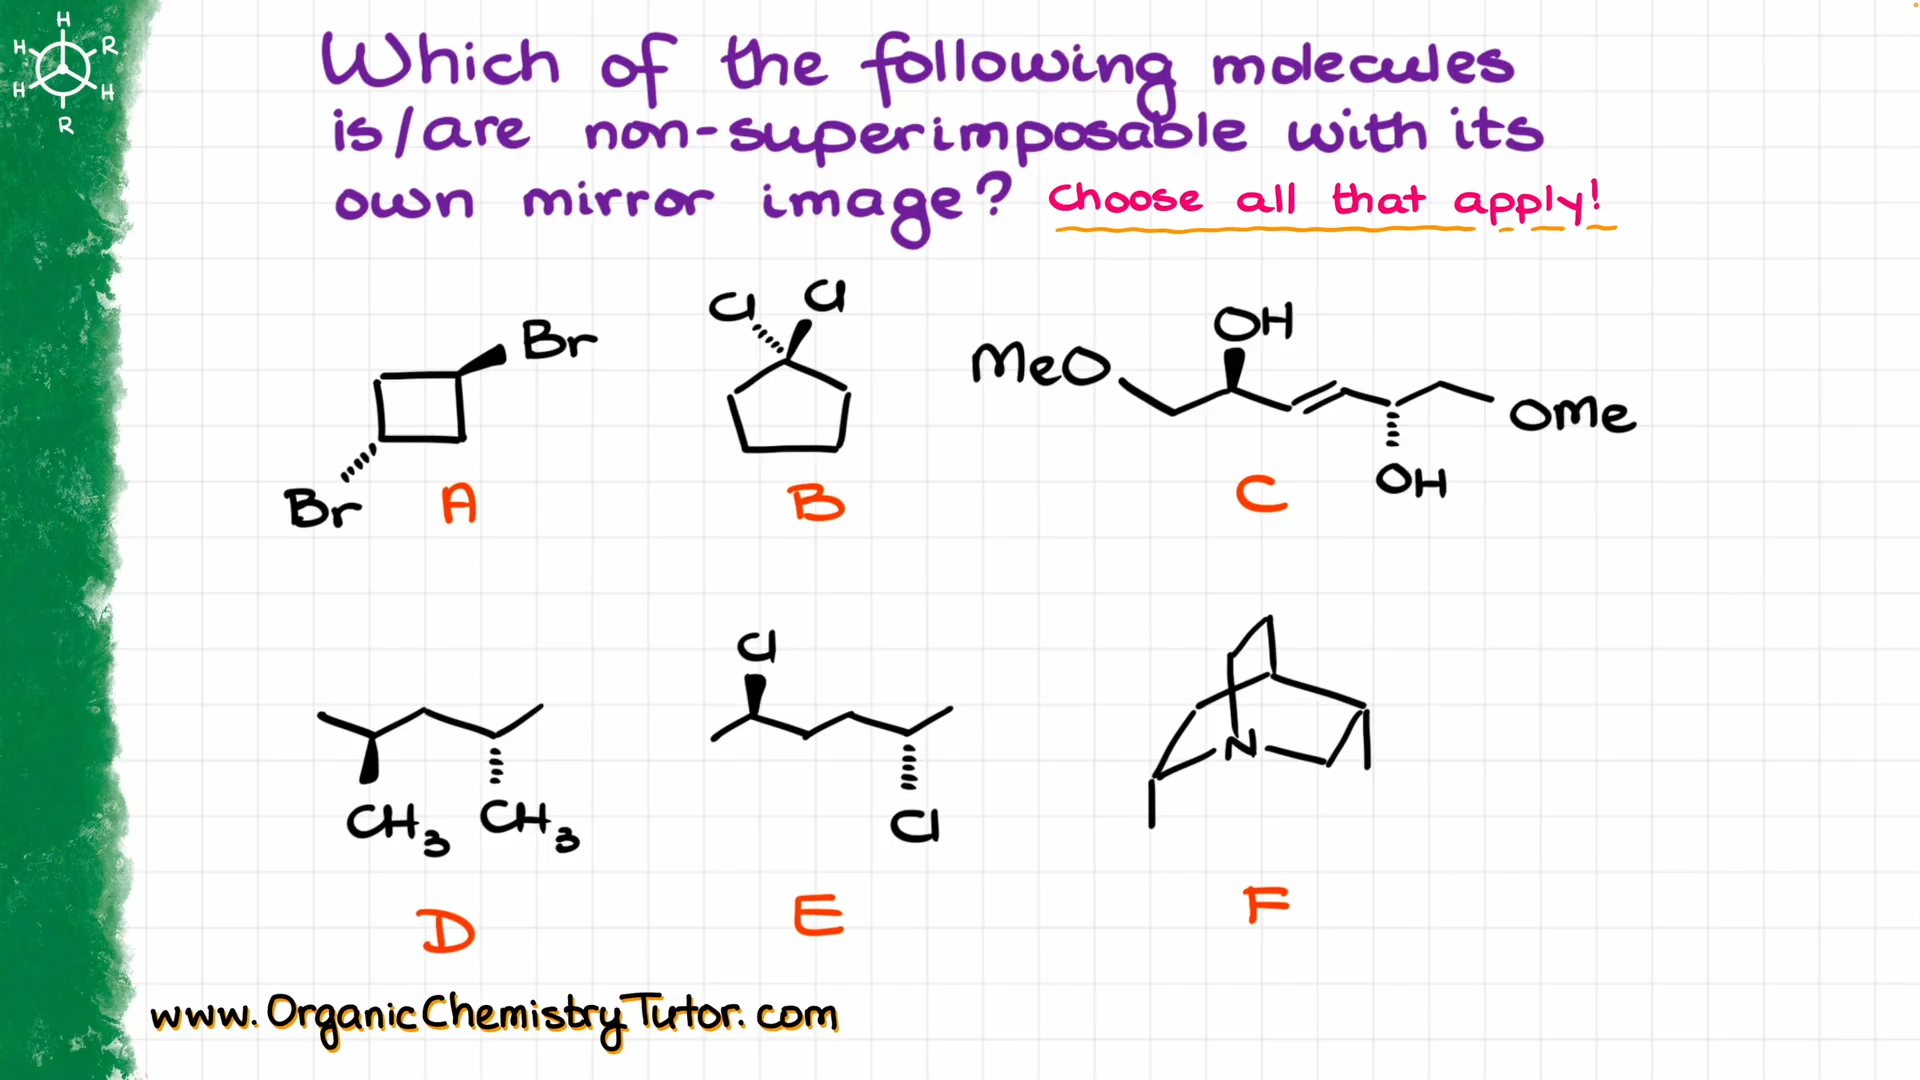 H
H R
H H
R
Which of the following molecules
is/are non-superimposable with its
own mirror image? Choose all that apply!
Cl Cl
Br
OH
MeO
OMe
OH
Br A
B
C
Cl
N
CH3 CH3
Cl
D
E
F
www.OrganicChemistryTutor.com